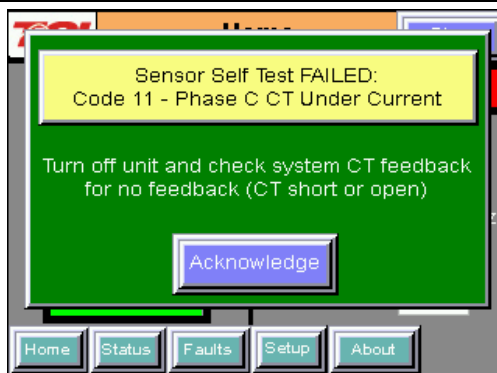 Home
Sensor Self Test FAILED:
Code 11 - Phase C CT Under Current
Turn off unit and check system CT feedback
for no feedback (CT short or open)
Acknowledge
Home
Status
Faults
Setup
About